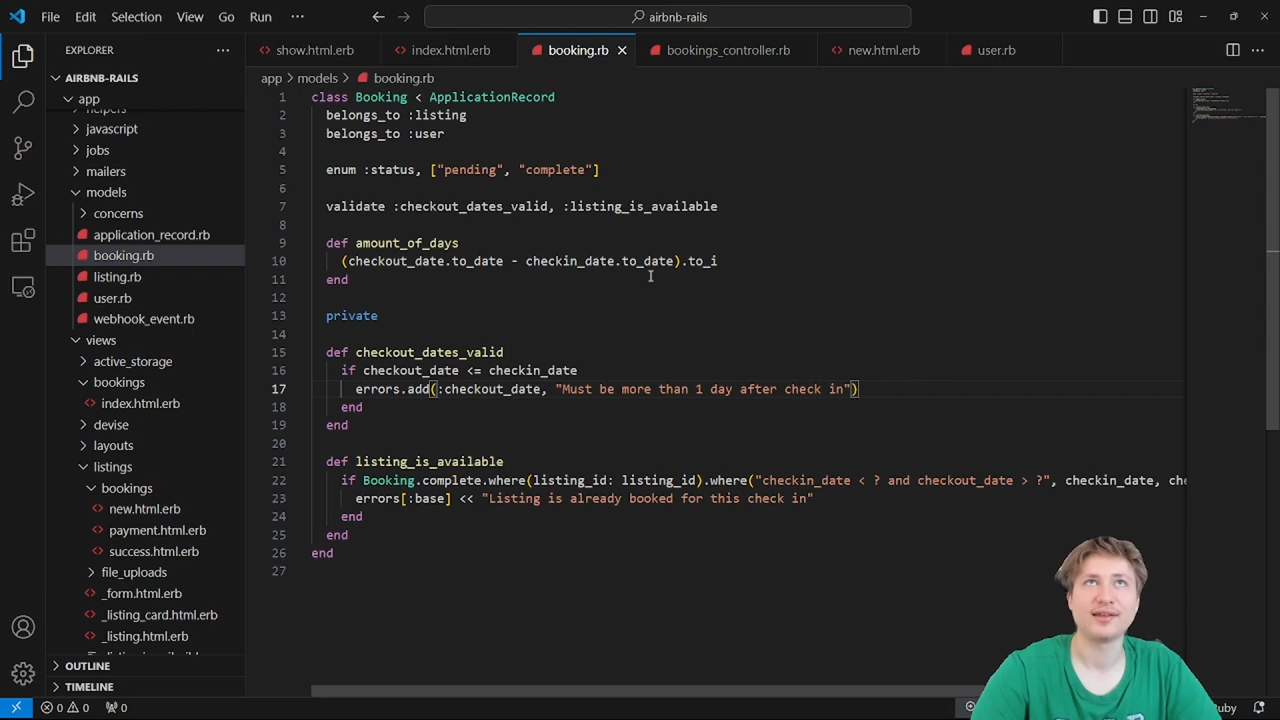 File Edit Selection View Go Run ···
airbnb-rails
EXPLORER ···
show.html.erb index.html.erb booking.rb bookings_controller.rb new.html.erb user.rb ···
AIRBNB-RAILS
app > models > booking.rb
app
javascript
jobs
mailers
models
concerns
application_record.rb
booking.rb
listing.rb
user.rb
webhook_event.rb
views
active_storage
bookings
index.html.erb
devise
layouts
listings
bookings
new.html.erb
payment.html.erb
success.html.erb
file_uploads
_form.html.erb
_listing_card.html.erb
_listing.html.erb
OUTLINE
TIMELINE
1 class Booking < ApplicationRecord
2 belongs_to :listing
3 belongs_to :user
4
5 enum :status, ["pending", "complete"]
6
7 validate :checkout_dates_valid, :listing_is_available
8
9 def amount_of_days
10 (checkout_date.to_date - checkin_date.to_date).to_i
11 end
12
13 private
14
15 def checkout_dates_valid
16 if checkout_date <= checkin_date
17 errors.add(:checkout_date, "Must be more than 1 day after check in")
18 end
19 end
20
21 def listing_is_available
22 if Booking.complete.where(listing_id: listing_id).where("checkin_date < ? and checkout_date > ?", checkin_date, che
23 errors[:base] << "Listing is already booked for this check in"
24 end
25 end
26 end
27
0 0 0
uby